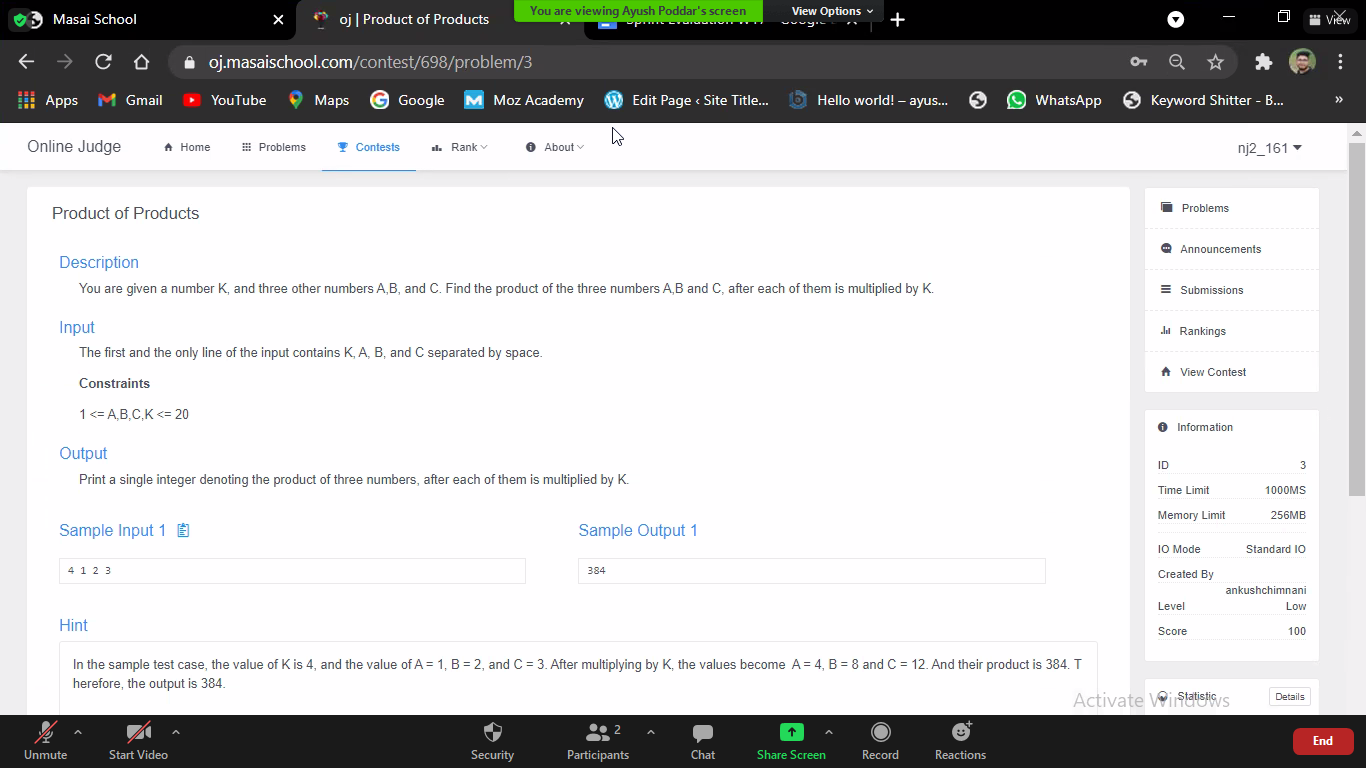 Masai School
oj | Product of Products
You are viewing Ayush Poddar's screen
View Options
View
oj.masaischool.com/contest/698/problem/3
Apps
Gmail
YouTube
Maps
Google
Moz Academy
Edit Page ‹ Site Title...
Hello world! – ayus...
WhatsApp
Keyword Shitter - B...
»
Online Judge
Home
Problems
Contests
Rank
About
nj2_161
Product of Products
Description
You are given a number K, and three other numbers A,B, and C. Find the product of the three numbers A,B and C, after each of them is multiplied by K.
Input
The first and the only line of the input contains K, A, B, and C separated by space.
Constraints
1 <= A,B,C,K <= 20
Output
Print a single integer denoting the product of three numbers, after each of them is multiplied by K.
Sample Input 1
Sample Output 1
4 1 2 3
384
Hint
In the sample test case, the value of K is 4, and the value of A = 1, B = 2, and C = 3. After multiplying by K, the values become A = 4, B = 8 and C = 12. And their product is 384. T
herefore, the output is 384.
Problems
Announcements
Submissions
Rankings
View Contest
Information
ID 3
Time Limit 1000MS
Memory Limit 256MB
IO Mode Standard IO
Created By
ankushchimnani
Level Low
Score 100
Statistic Details
Activate Windows
Unmute
Start Video
Security
Participants 2
Chat
Share Screen
Record
Reactions
End